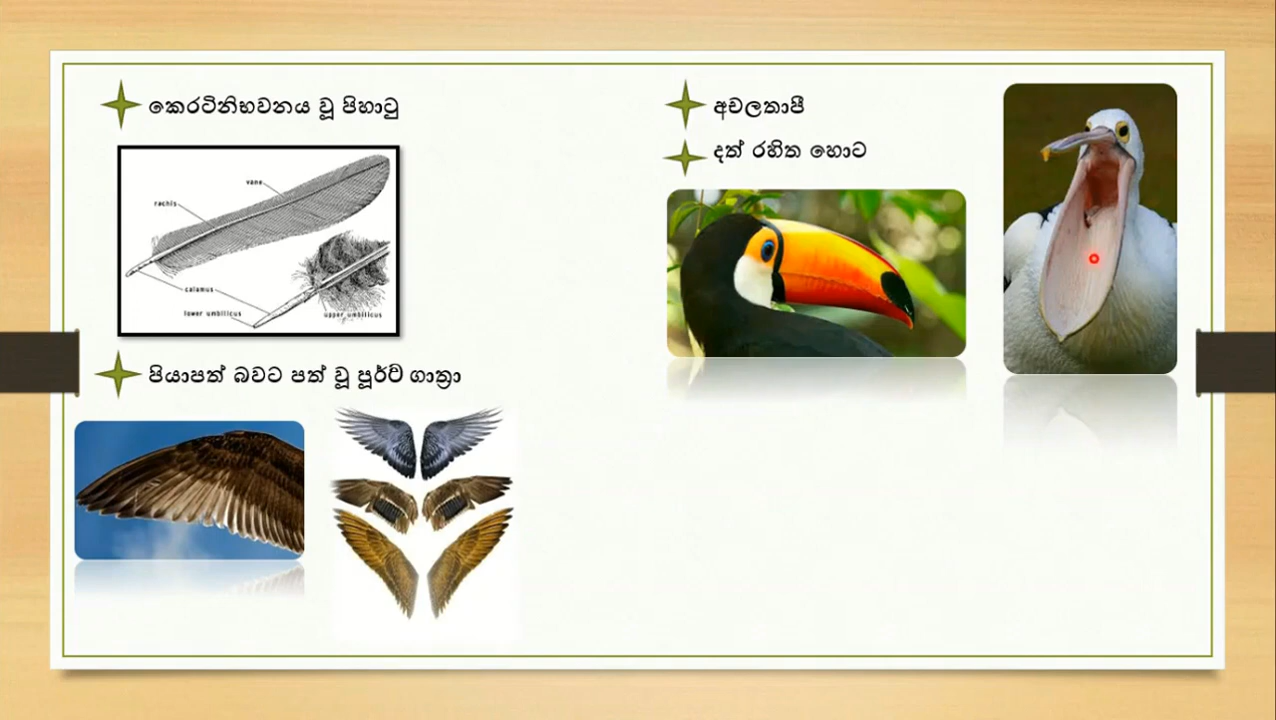 කෙරටිනිභවනය වූ පිහාටු
vane
rachis
calamus
lower umbilicus
upper umbilicus
පියාපත් බවට පත් වූ පූර්ව ගාත්‍රා
අචලතාපී
දත් රහිත හොට